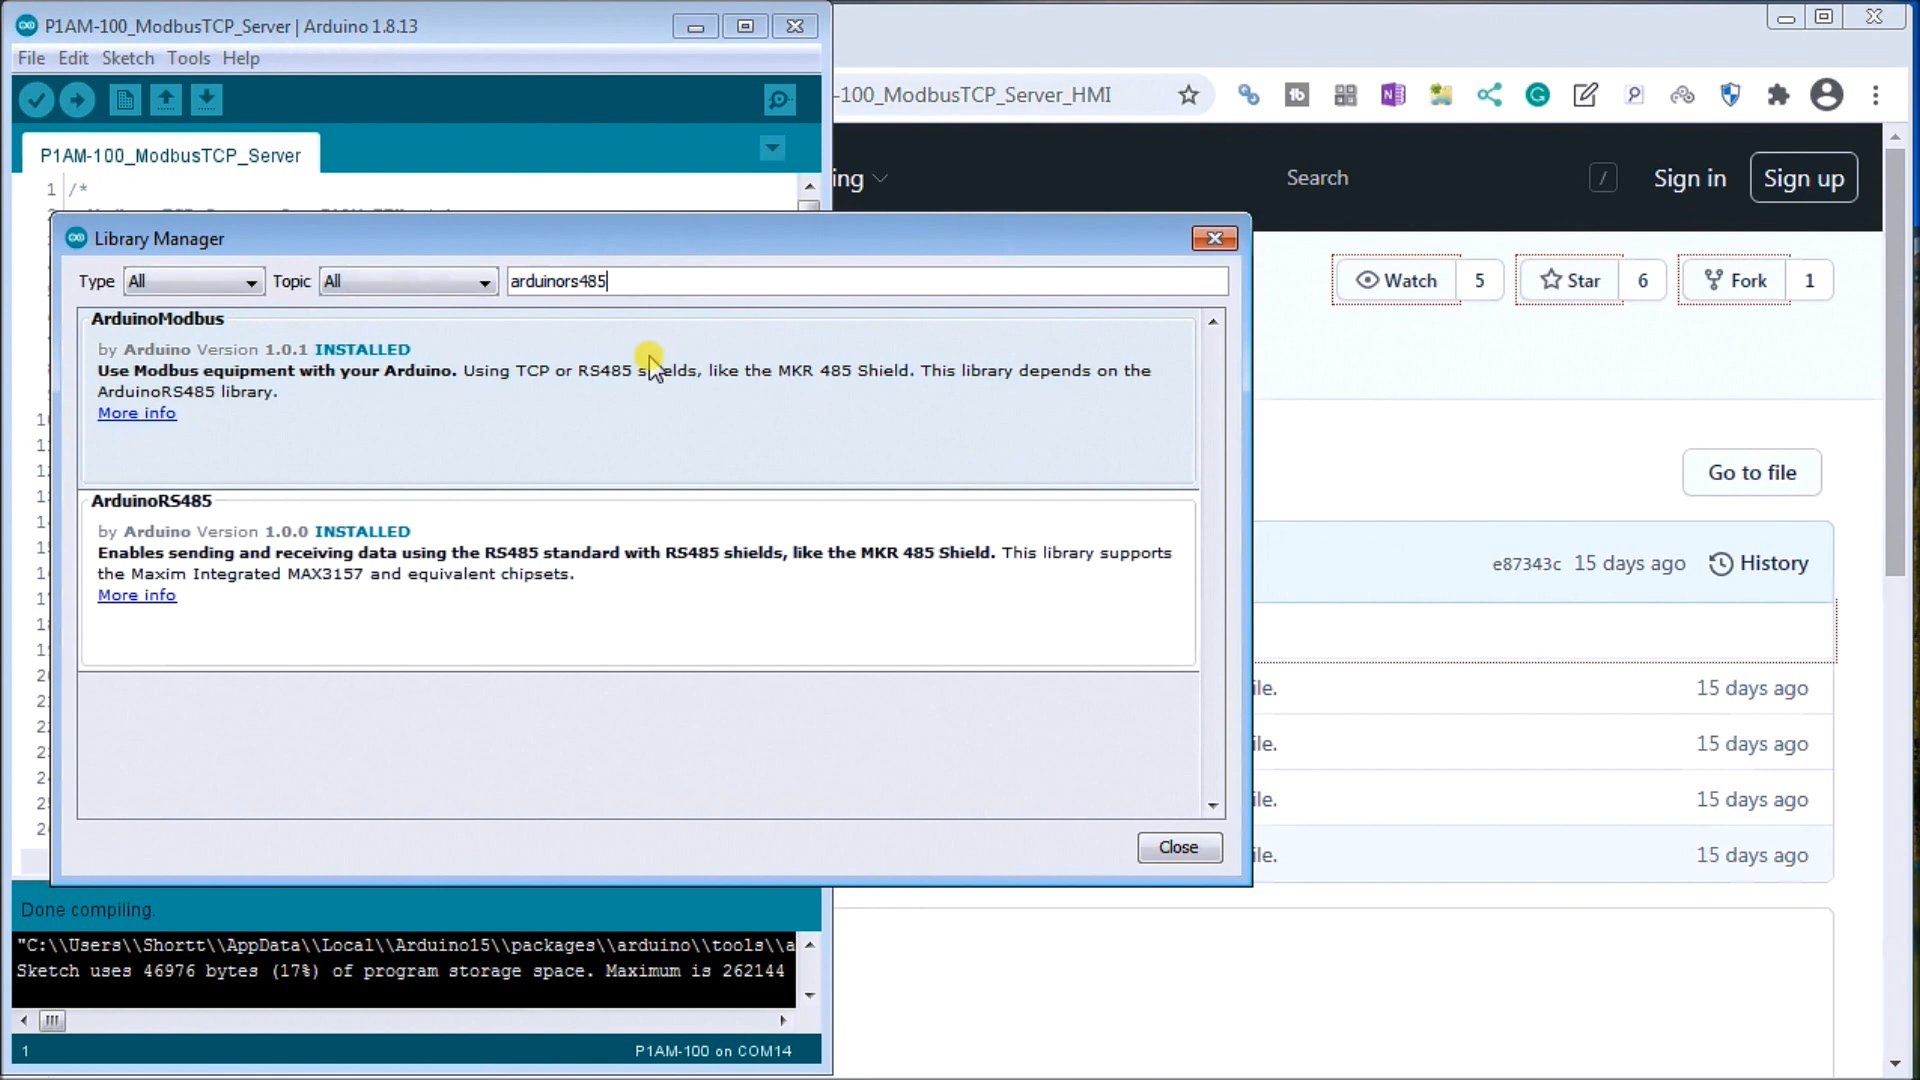 P1AM-100_ModbusTCP_Server | Arduino 1.8.13
File Edit Sketch Tools Help
P1AM-100_ModbusTCP_Server
1 /*
Library Manager
Type All Topic All arduinors485
ArduinoModbus
by Arduino Version 1.0.1 INSTALLED
Use Modbus equipment with your Arduino. Using TCP or RS485 shields, like the MKR 485 Shield. This library depends on the
ArduinoRS485 library.
More info
ArduinoRS485
by Arduino Version 1.0.0 INSTALLED
Enables sending and receiving data using the RS485 standard with RS485 shields, like the MKR 485 Shield. This library supports
the Maxim Integrated MAX3157 and equivalent chipsets.
More info
Close
Done compiling.
"C:\\Users\\Shortt\\AppData\\Local\\Arduino15\\packages\\arduino\\tools\\a
Sketch uses 46976 bytes (17%) of program storage space. Maximum is 262144
1 P1AM-100 on COM14
-100_ModbusTCP_Server_HMI
ing Search / Sign in Sign up
Watch 5 Star 6 Fork 1
Go to file
e87343c 15 days ago History
ile. 15 days ago
ile. 15 days ago
ile. 15 days ago
ile. 15 days ago